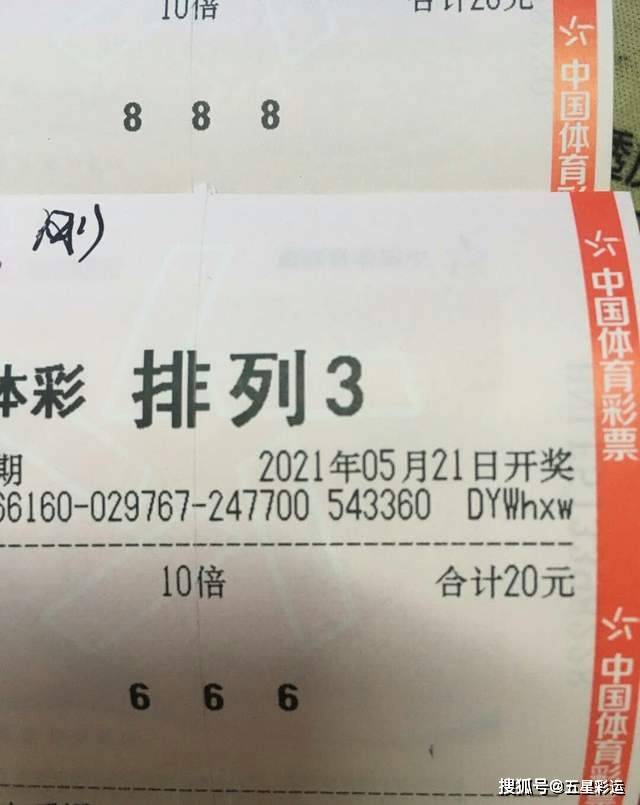 10倍 合计20元
8 8 8
中国体育彩
刚
中国体育彩票
体彩 排列3
期 2021年05月21日开奖
66160-029767-247700 543360 DYWhxw
10倍 合计20元
6 6 6
中国体育彩
搜狐号@五星彩运